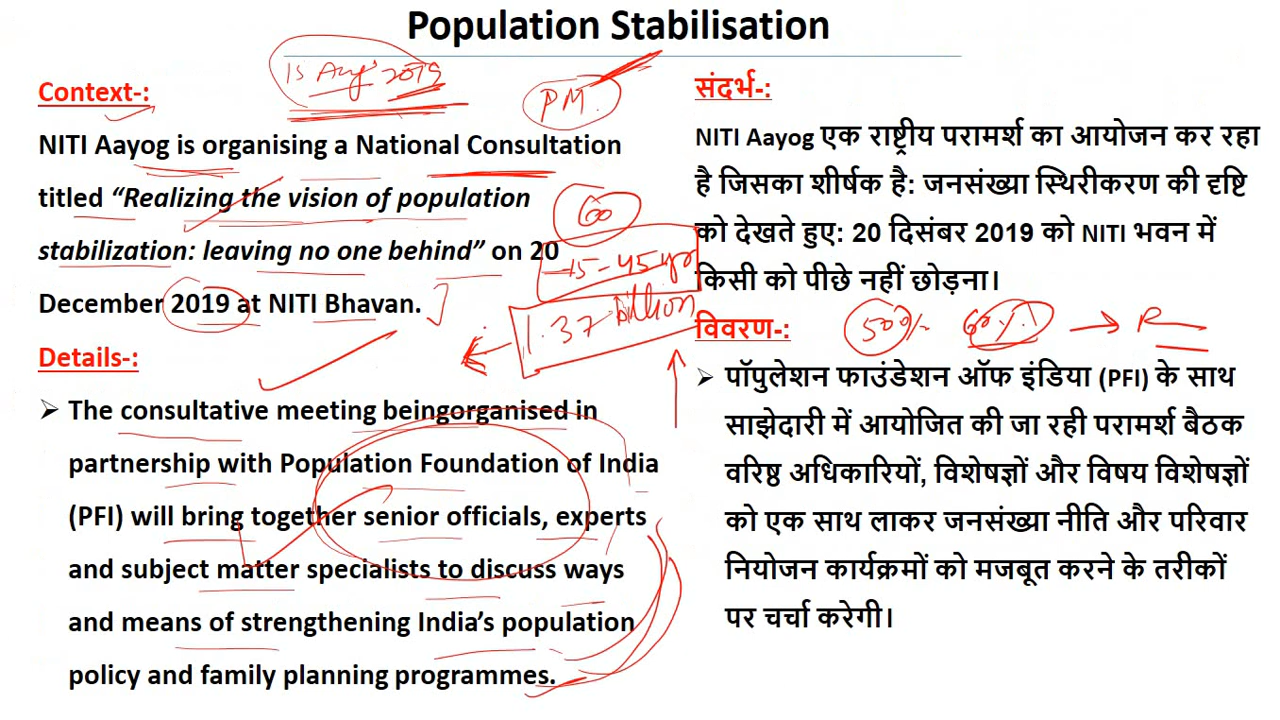 Population Stabilisation
15 Aug 2019
PM.
Context-:
NITI Aayog is organising a National Consultation
titled “Realizing the vision of population
stabilization: leaving no one behind” on 20
December 2019 at NITI Bhavan.
60
15-45 yr
1.37 billion
Details-:
➢ The consultative meeting beingorganised in
partnership with Population Foundation of India
(PFI) will bring together senior officials, experts
and subject matter specialists to discuss ways
and means of strengthening India’s population
policy and family planning programmes.
संदर्भ-:
NITI Aayog एक राष्ट्रीय परामर्श का आयोजन कर रहा
है जिसका शीर्षक है: जनसंख्या स्थिरीकरण की दृष्टि
को देखते हुए: 20 दिसंबर 2019 को NITI भवन में
किसी को पीछे नहीं छोड़ना।
विवरण-:
500%
60%
R
➢ पॉपुलेशन फाउंडेशन ऑफ इंडिया (PFI) के साथ
साझेदारी में आयोजित की जा रही परामर्श बैठक
वरिष्ठ अधिकारियों, विशेषज्ञों और विषय विशेषज्ञों
को एक साथ लाकर जनसंख्या नीति और परिवार
नियोजन कार्यक्रमों को मजबूत करने के तरीकों
पर चर्चा करेगी।